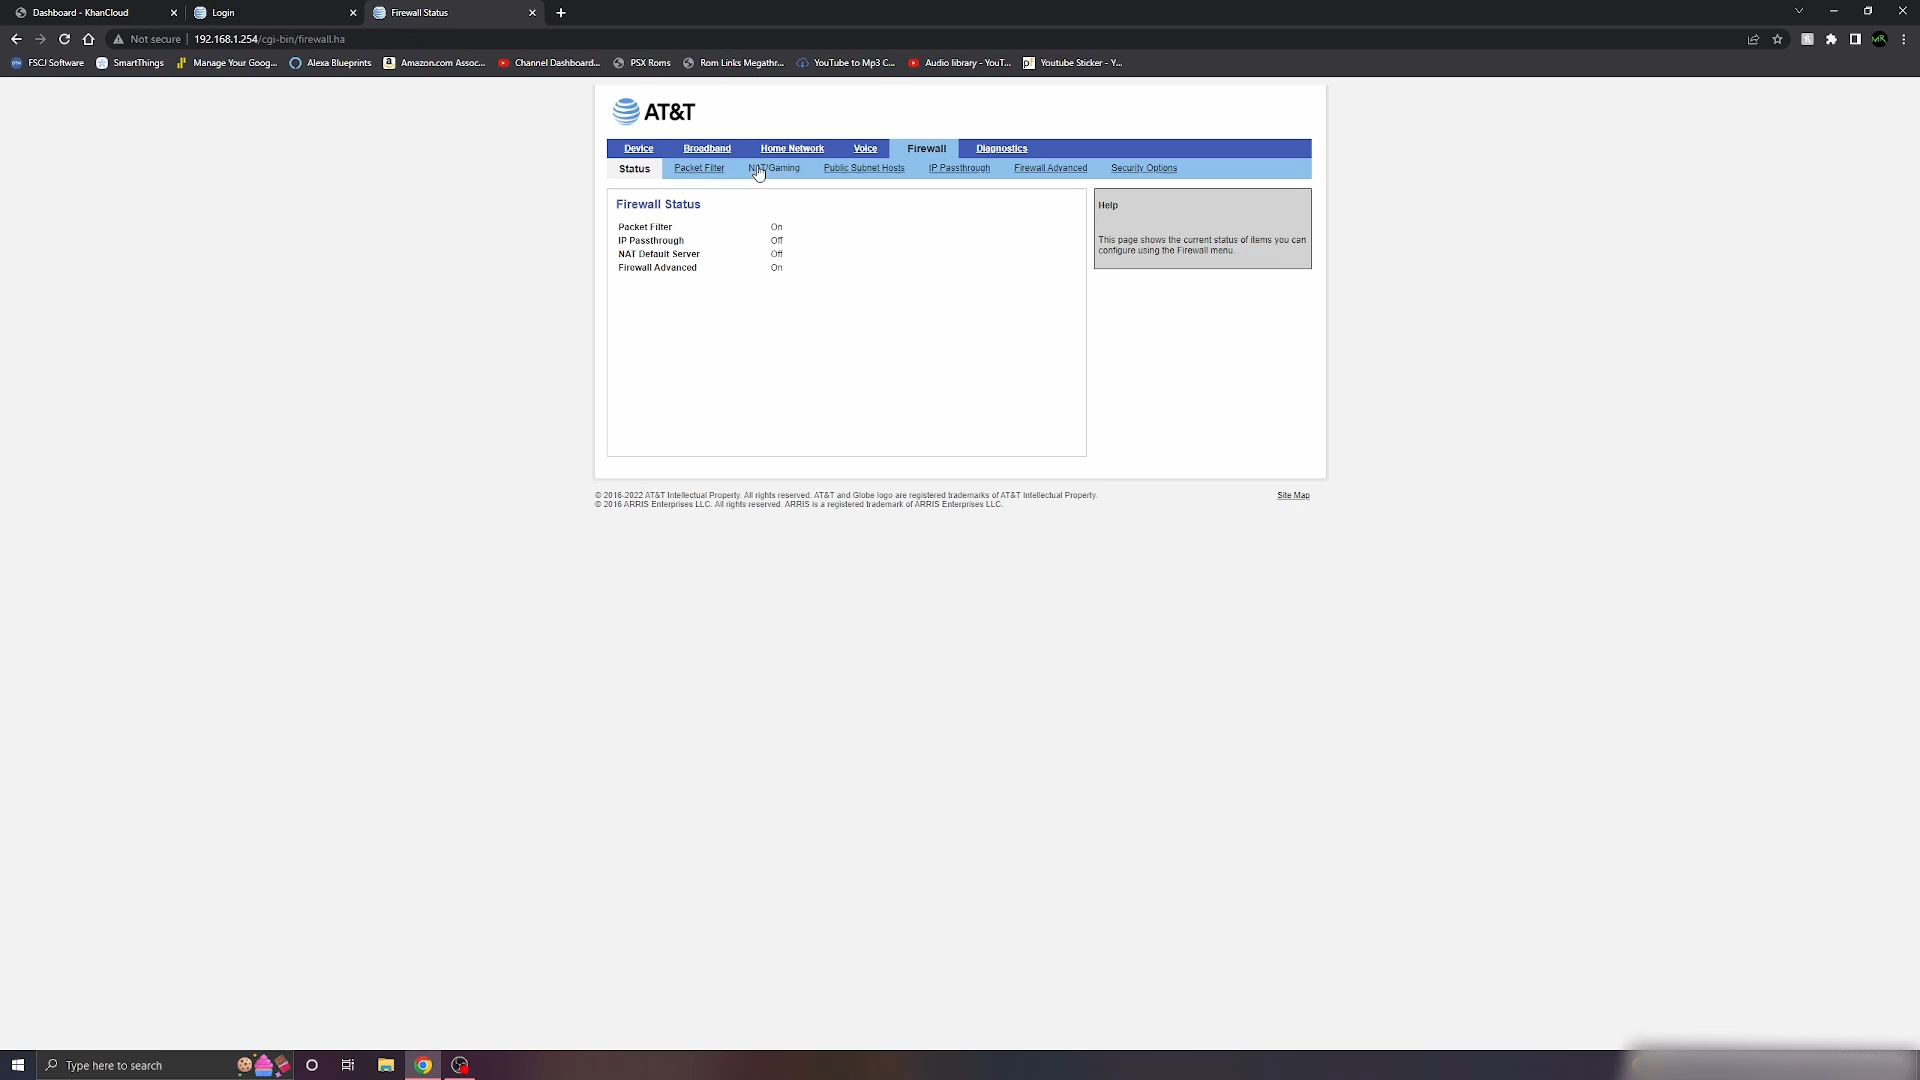 Dashboard - KhanCloud
Login
Firewall Status
Not secure | 192.168.1.254/cgi-bin/firewall.ha
FSCJ Software
SmartThings
Manage Your Goog...
Alexa Blueprints
Amazon.com Assoc...
Channel Dashboard...
PSX Roms
Rom Links Megathr...
YouTube to Mp3 C...
Audio library - YouT...
Youtube Sticker - Y...
AT&T
Device Broadband Home Network Voice Firewall Diagnostics
Status Packet Filter NAT/Gaming Public Subnet Hosts IP Passthrough Firewall Advanced Security Options
Firewall Status
Packet Filter On
IP Passthrough Off
NAT Default Server Off
Firewall Advanced On
Help
This page shows the current status of items you can
configure using the Firewall menu.
© 2016-2022 AT&T Intellectual Property. All rights reserved. AT&T and Globe logo are registered trademarks of AT&T Intellectual Property.
© 2016 ARRIS Enterprises LLC. All rights reserved. ARRIS is a registered trademark of ARRIS Enterprises LLC.
Site Map
Type here to search